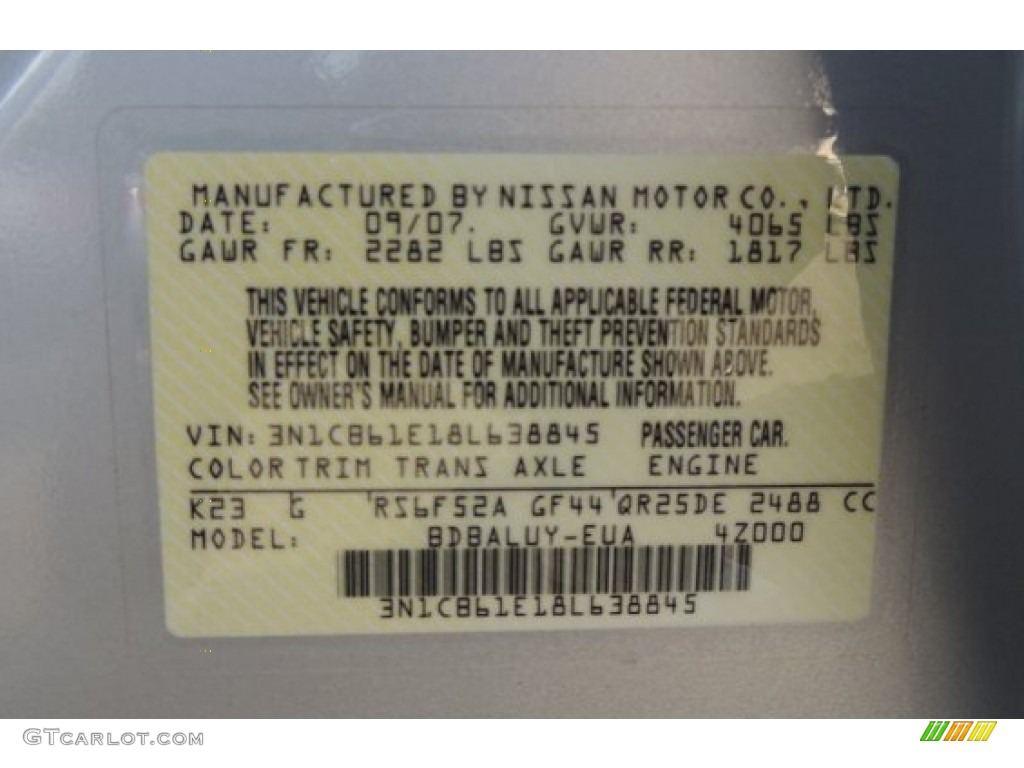 MANUFACTURED BY NISSAN MOTOR CO., LTD.
DATE: 09/07. GVWR: 4065 LBS
GAWR FR: 2282 LBS GAWR RR: 1817 LBS
THIS VEHICLE CONFORMS TO ALL APPLICABLE FEDERAL MOTOR
VEHICLE SAFETY, BUMPER AND THEFT PREVENTION STANDARDS
IN EFFECT ON THE DATE OF MANUFACTURE SHOWN ABOVE.
SEE OWNER'S MANUAL FOR ADDITIONAL INFORMATION.
VIN: 3N1CB61E18L638845 PASSENGER CAR.
COLOR TRIM TRANS AXLE ENGINE
K23 G RS6F52A GF44 QR25DE 2488 CC
MODEL: BDBALUY-EUA 4Z000
3N1CB61E18L638845
GTCARLOT.COM